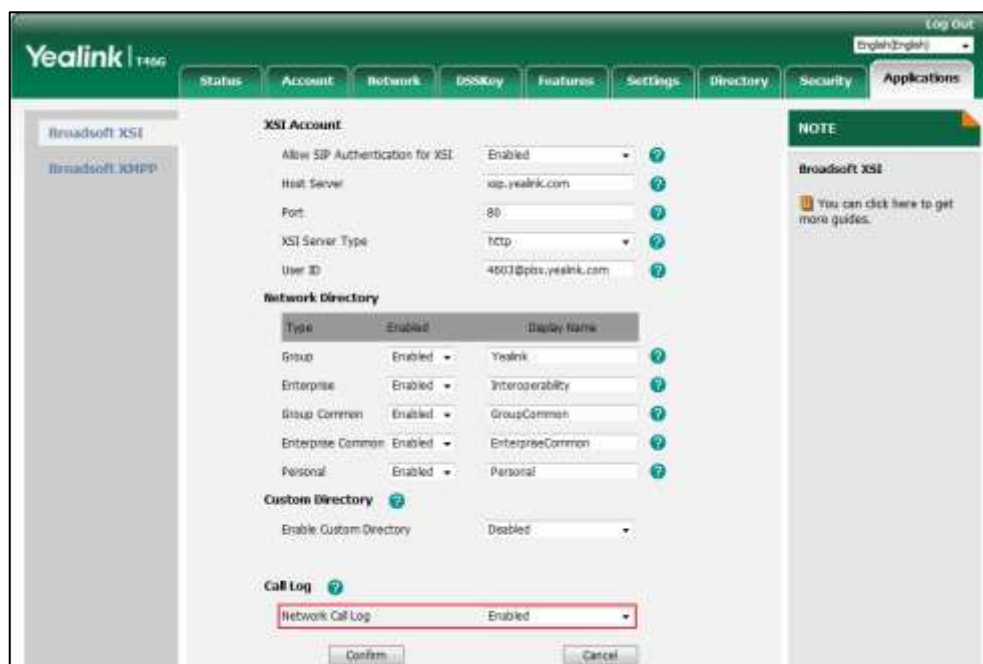 Log Out
Yealink T46G
English(English)
Status Account Network DSSKey Features Settings Directory Security Applications
Broadsoft XSI
Broadsoft XMPP
XSI Account
Allow SIP Authentication for XSI Enabled
Host Server xsp.yealink.com
Port 80
XSI Server Type http
User ID 4603@pbs.yealink.com
Network Directory
Type Enabled Display Name
Group Enabled Yealink
Enterprise Enabled Interoperability
Group Common Enabled GroupCommon
Enterprise Common Enabled EnterpriseCommon
Personal Enabled Personal
Custom Directory ?
Enable Custom Directory Disabled
Call Log ?
Network Call Log Enabled
Confirm Cancel
NOTE
Broadsoft XSI
You can click here to get
more guides.